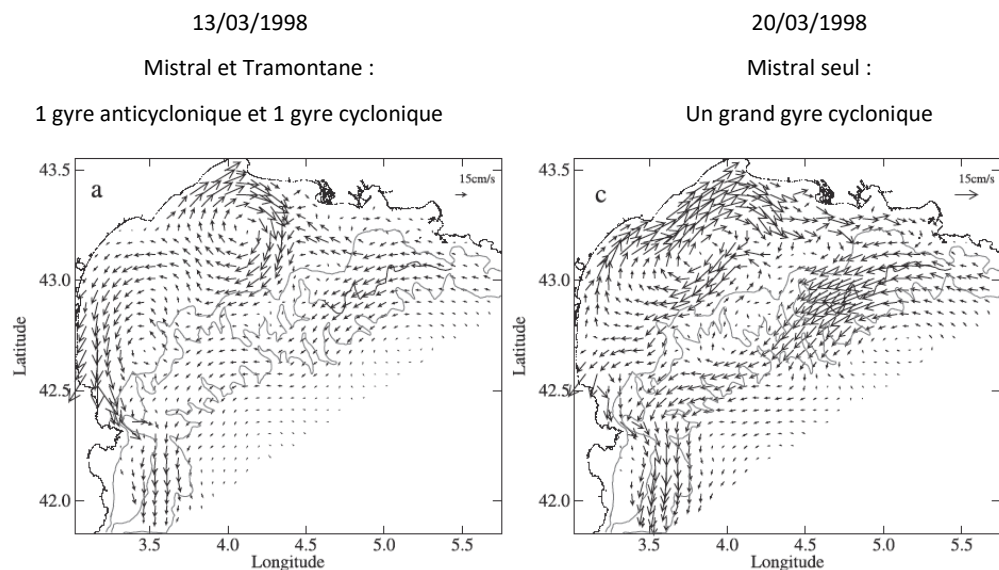 13/03/1998
Mistral et Tramontane :
1 gyre anticyclonique et 1 gyre cyclonique
20/03/1998
Mistral seul :
Un grand gyre cyclonique
a
15cm/s
43.5
43.0
42.5
42.0
Latitude
3.5 4.0 4.5 5.0 5.5
Longitude
c
15cm/s
43.5
43.0
42.5
42.0
Latitude
3.5 4.0 4.5 5.0 5.5
Longitude